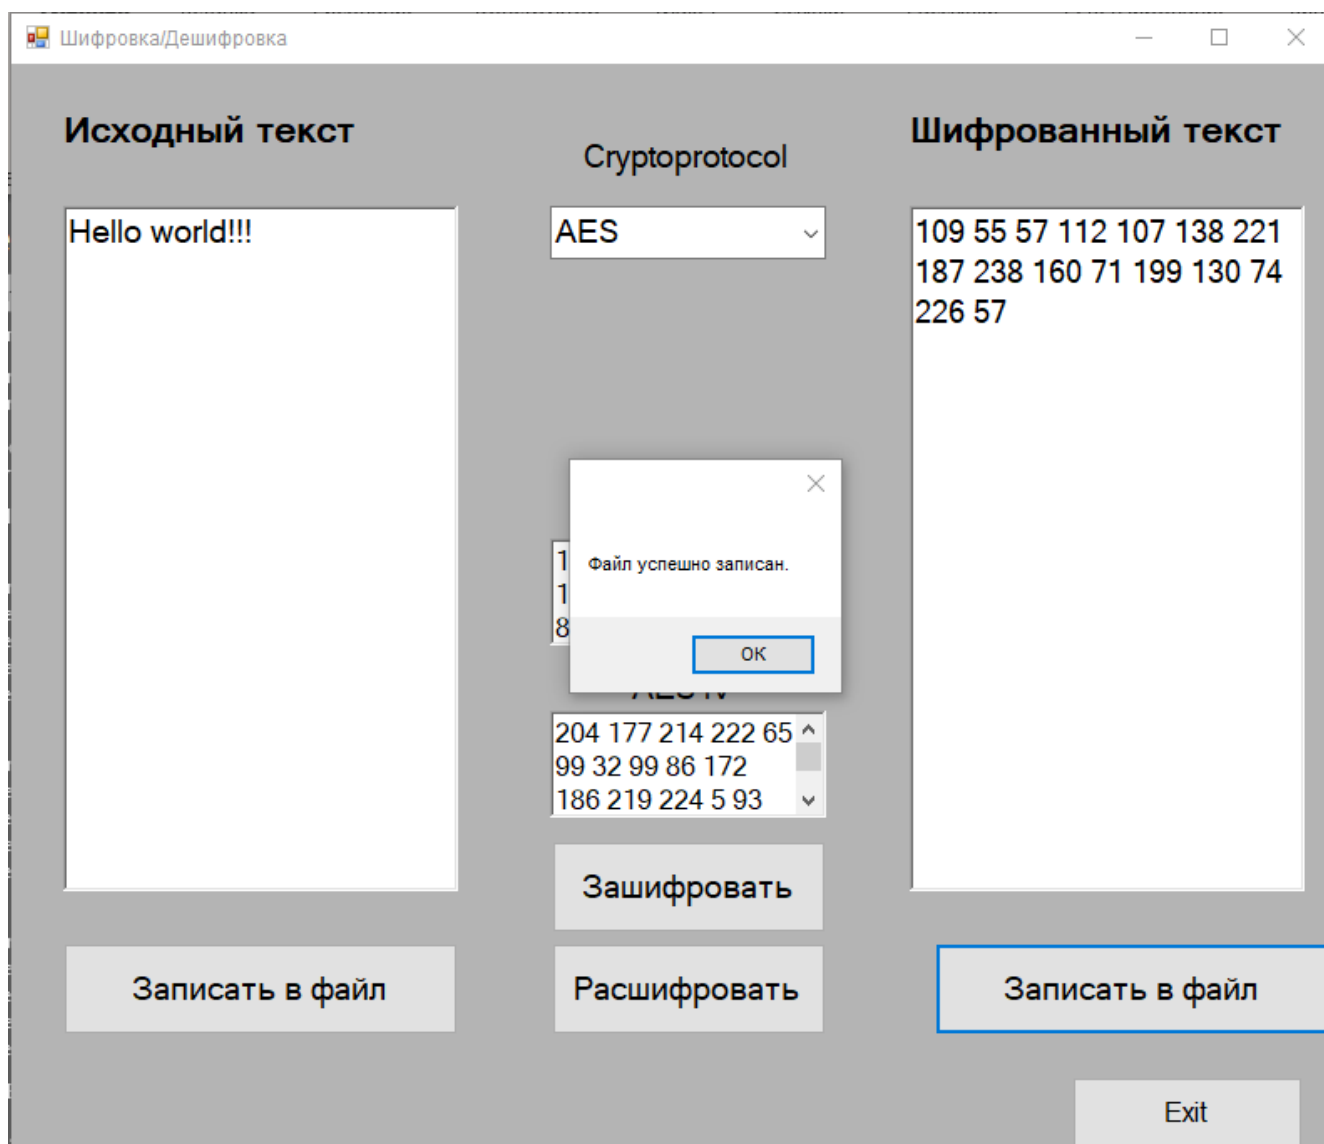 Шифровка/Дешифровка
Исходный текст
Cryptoprotocol
Шифрованный текст
Hello world!!!
AES
109 55 57 112 107 138 221
187 238 160 71 199 130 74
226 57
Файл успешно записан.
ОК
204 177 214 222 65
99 32 99 86 172
186 219 224 5 93
Зашифровать
Записать в файл
Расшифровать
Записать в файл
Exit